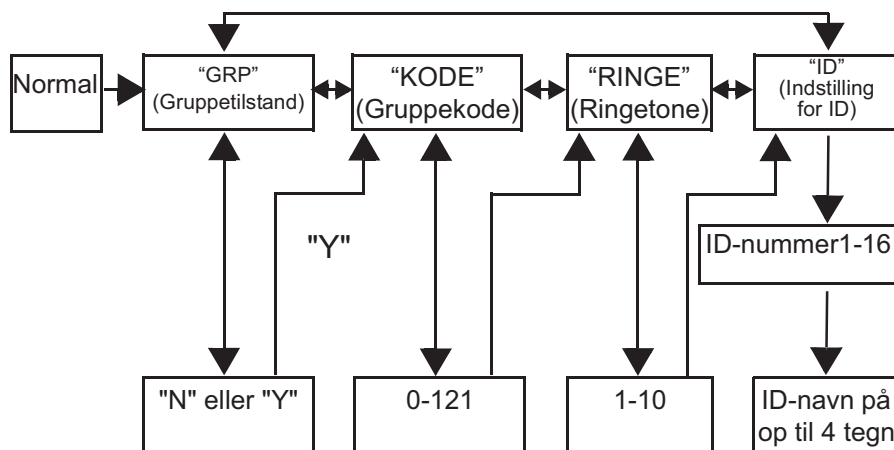 Normal
“GRP”
(Gruppetilstand)
“KODE”
(Gruppekode)
“RINGE”
(Ringetone)
“ID”
(Indstilling
for ID)
"Y"
ID-nummer1-16
"N" eller "Y"
0-121
1-10
ID-navn på
op til 4 tegn